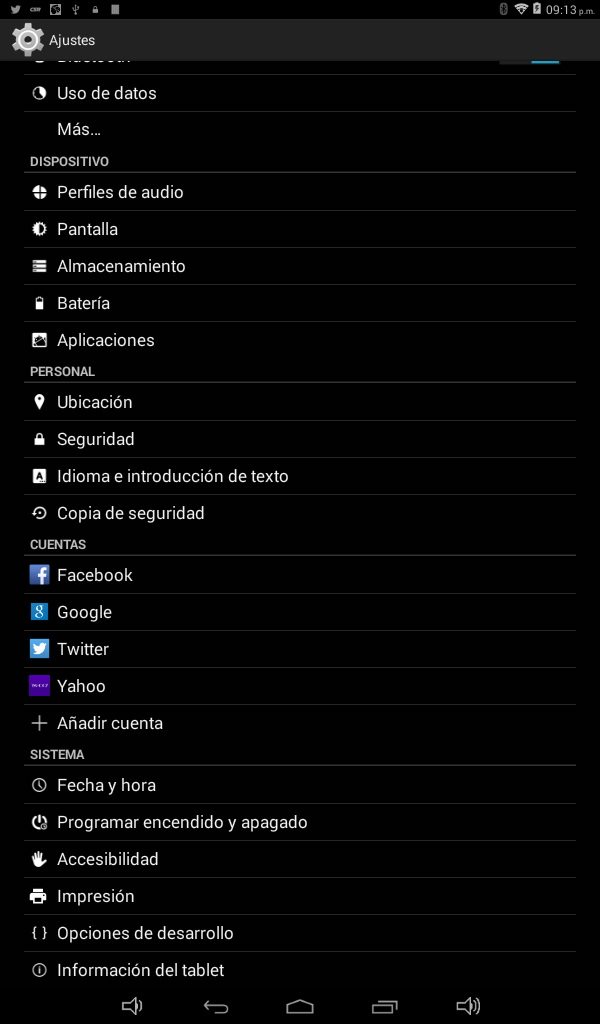 09:13 p.m.
Ajustes
Bluetooth
Uso de datos
Más...
DISPOSITIVO
Perfiles de audio
Pantalla
Almacenamiento
Batería
Aplicaciones
PERSONAL
Ubicación
Seguridad
Idioma e introducción de texto
Copia de seguridad
CUENTAS
Facebook
Google
Twitter
Yahoo
Añadir cuenta
SISTEMA
Fecha y hora
Programar encendido y apagado
Accesibilidad
Impresión
Opciones de desarrollo
Información del tablet